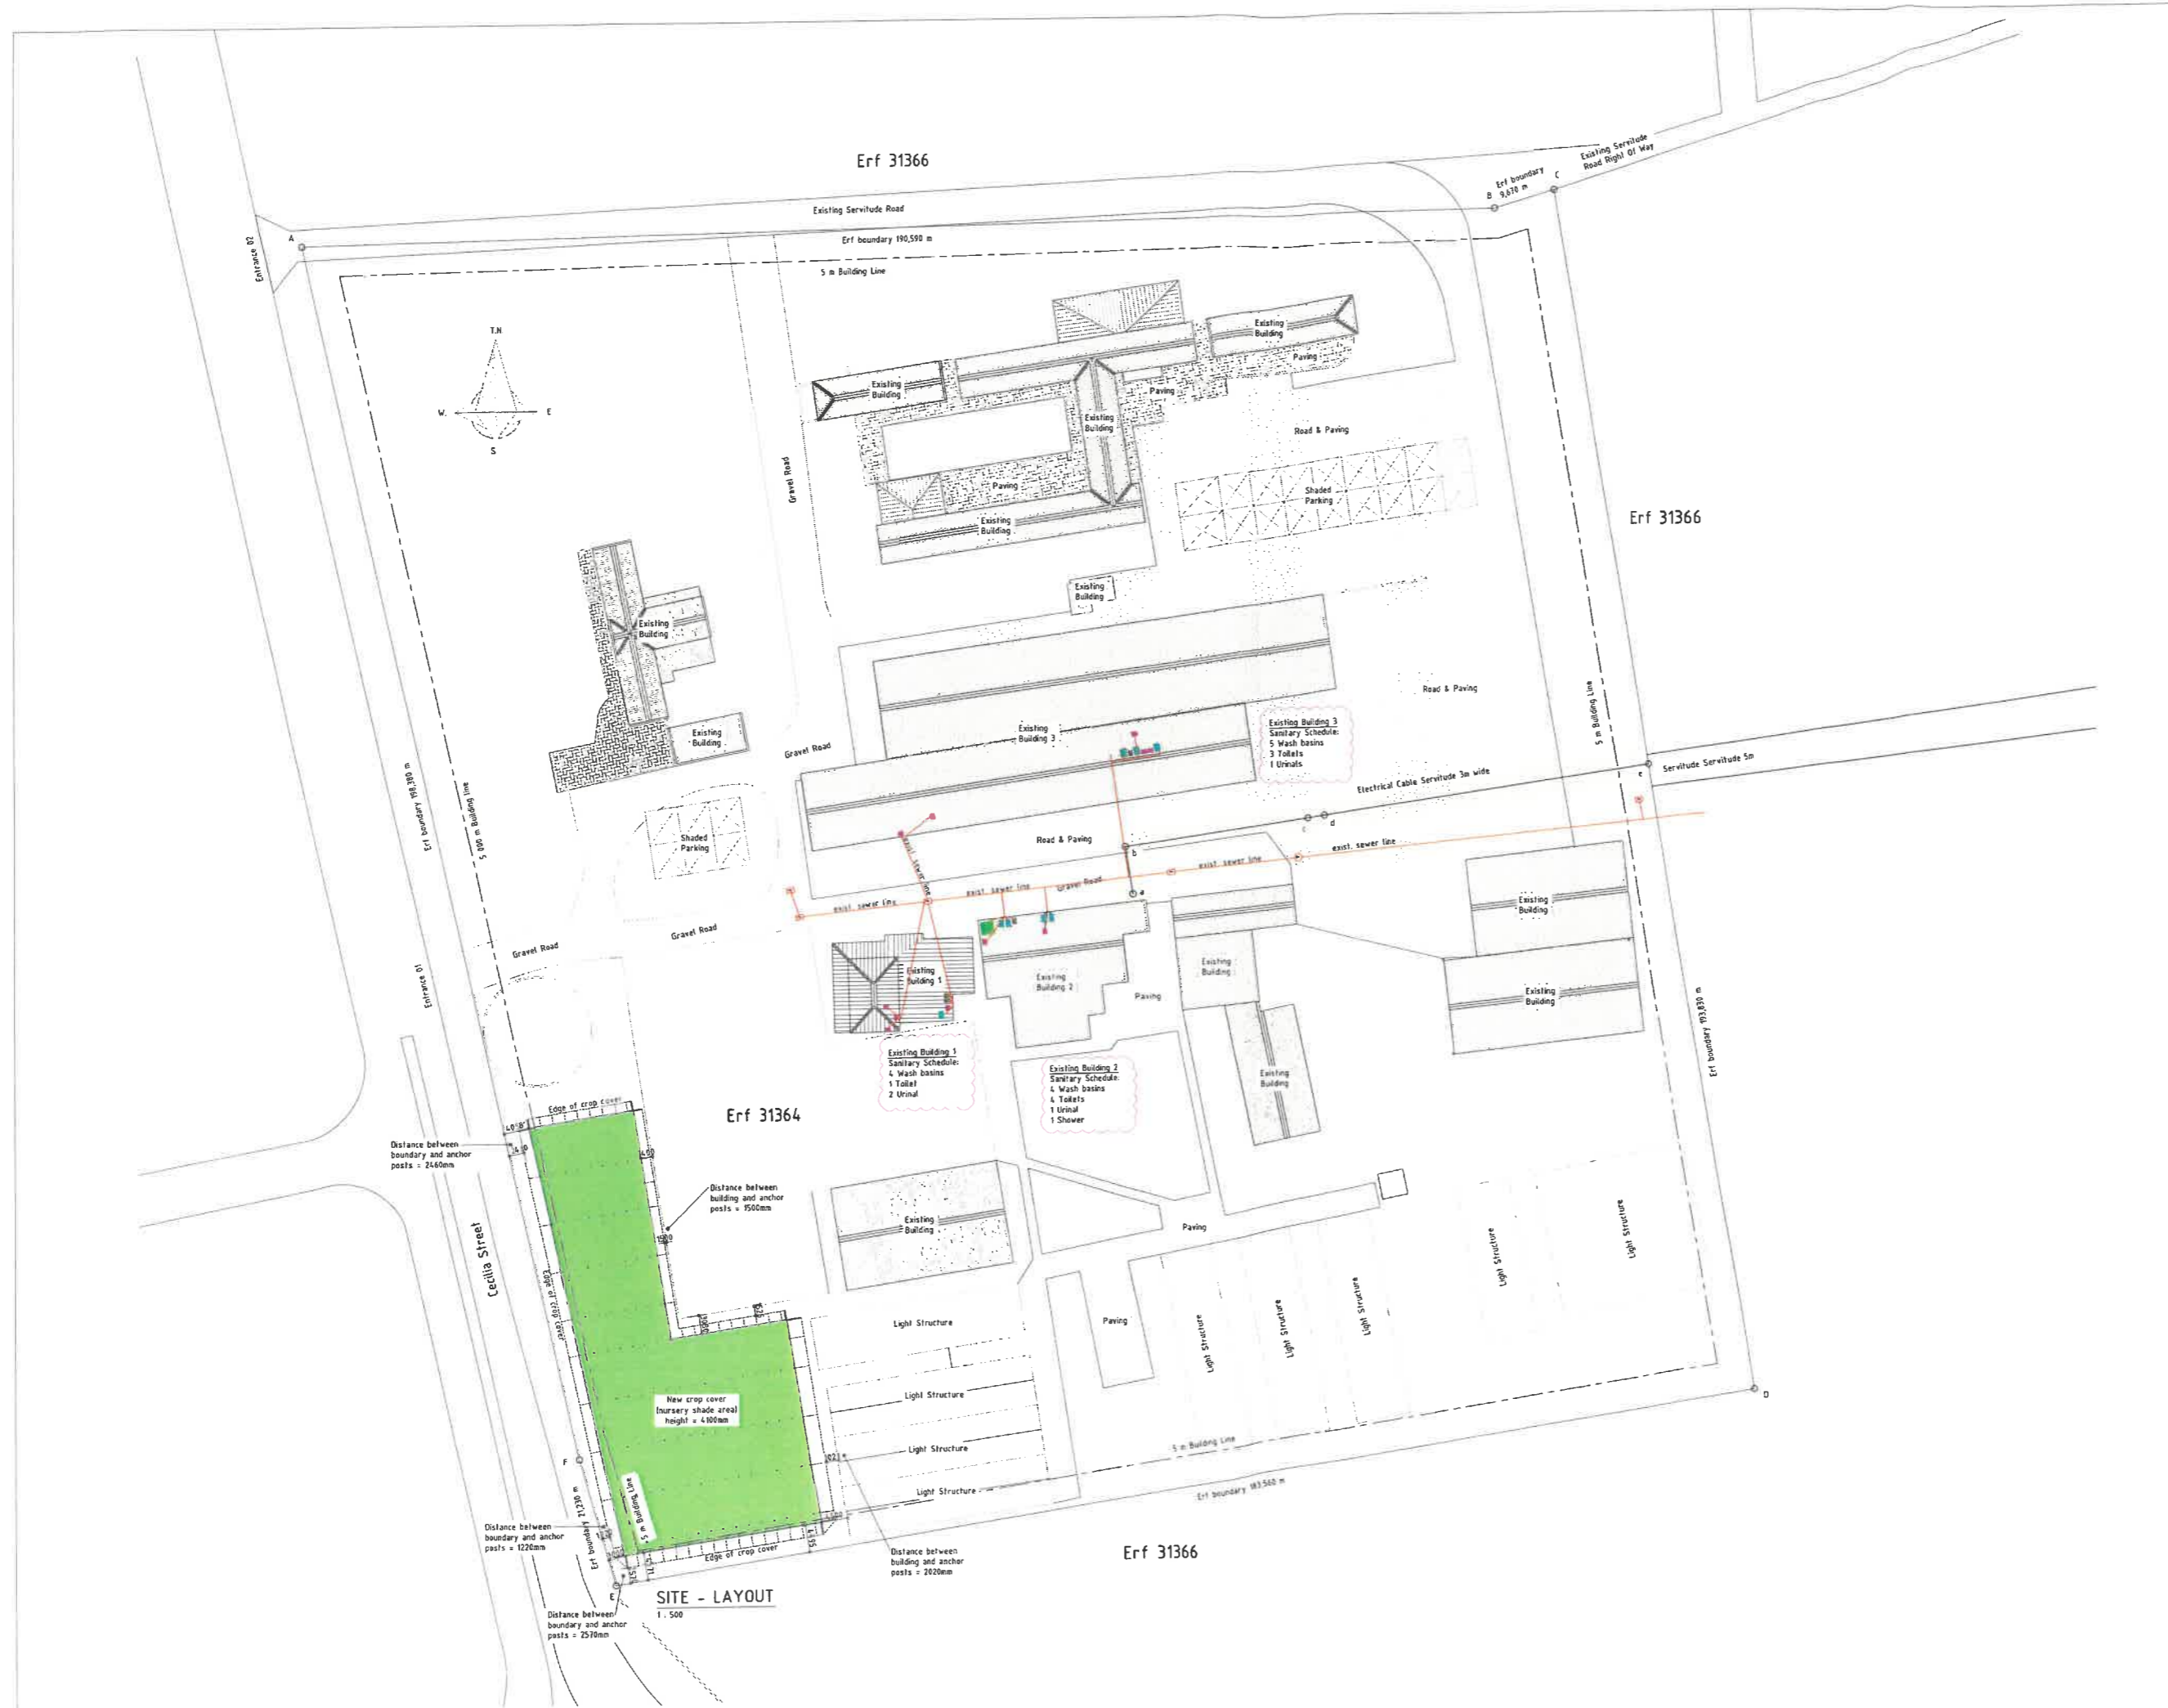 Erf 31366
Existing Servitude
Road Right Of Way
Erf boundary
9,670 m
B
C
Existing Servitude Road
A
Entrance 02
Erf boundary 190,590 m
5 m Building Line
T.N
W.
E
S
Existing
Building
Paving
Existing
Building
Paving
Existing
Building
Road & Paving
Gravel Road
Shaded
Parking
Paving
Existing
Building
Erf 31366
Existing
Building
Existing
Building
Road & Paving
5 m Building Line
Existing
Building
Existing
Building 3
Existing Building 3
Sanitary Schedule:
5 Wash basins
3 Toilets
1 Urinals
Gravel Road
Erf boundary 198,380 m
5 000 m Building line
Servitude Servitude 5m
e
Electrical Cable Servitude 3m wide
c
d
Shaded
Parking
Road & Paving
b
exist. sewer line
exist. sewer line
exist. sewer line
exist. sewer line
exist. sewer line
Gravel Road
a
Gravel Road
Gravel Road
Entrance 01
Existing
Building
Existing
Building 1
Existing
Building 2
Existing
Building
Paving
Existing
Building
Erf boundary 193,830 m
Existing Building 1
Sanitary Schedule:
4 Wash basins
1 Toilet
2 Urinal
Existing Building 2
Sanitary Schedule:
4 Wash basins
4 Toilets
1 Urinal
1 Shower
Existing
Building
Edge of crop cover
Erf 31364
Distance between
boundary and anchor
posts = 2460mm
Distance between
building and anchor
posts = 1500mm
1500
Cecilia Street
Edge of crop cover
Existing
Building
Paving
Light Structure
Light Structure
Light Structure
Light Structure
Light Structure
Paving
Light Structure
Light Structure
Light Structure
Light Structure
New crop cover
(nursery shade area)
height = 4100mm
D
F
5 m Building Line
5 m Building Line
Erf boundary 21,230 m
Erf boundary 183,560 m
Distance between
boundary and anchor
posts = 1220mm
Edge of crop cover
4495
Distance between
building and anchor
posts = 2020mm
Erf 31366
E
SITE - LAYOUT
1 : 500
Distance between
boundary and anchor
posts = 2570mm